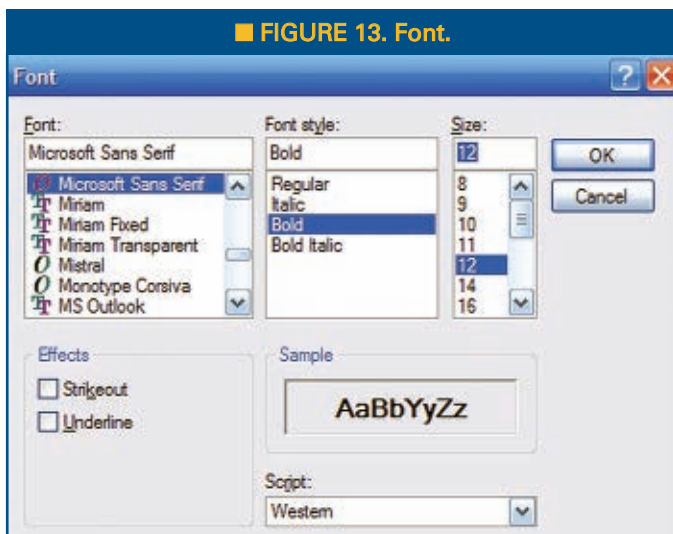 FIGURE 13. Font.
Font
Font:
Microsoft Sans Serif
Microsoft Sans Serif
Miriam
Miriam Fixed
Miriam Transparent
Mistral
Monotype Corsiva
MS Outlook
Font style:
Bold
Regular
Italic
Bold
Bold Italic
Size:
12
8
9
10
11
12
14
16
OK
Cancel
Effects
Strikeout
Underline
Sample
AaBbYyZz
Script:
Western